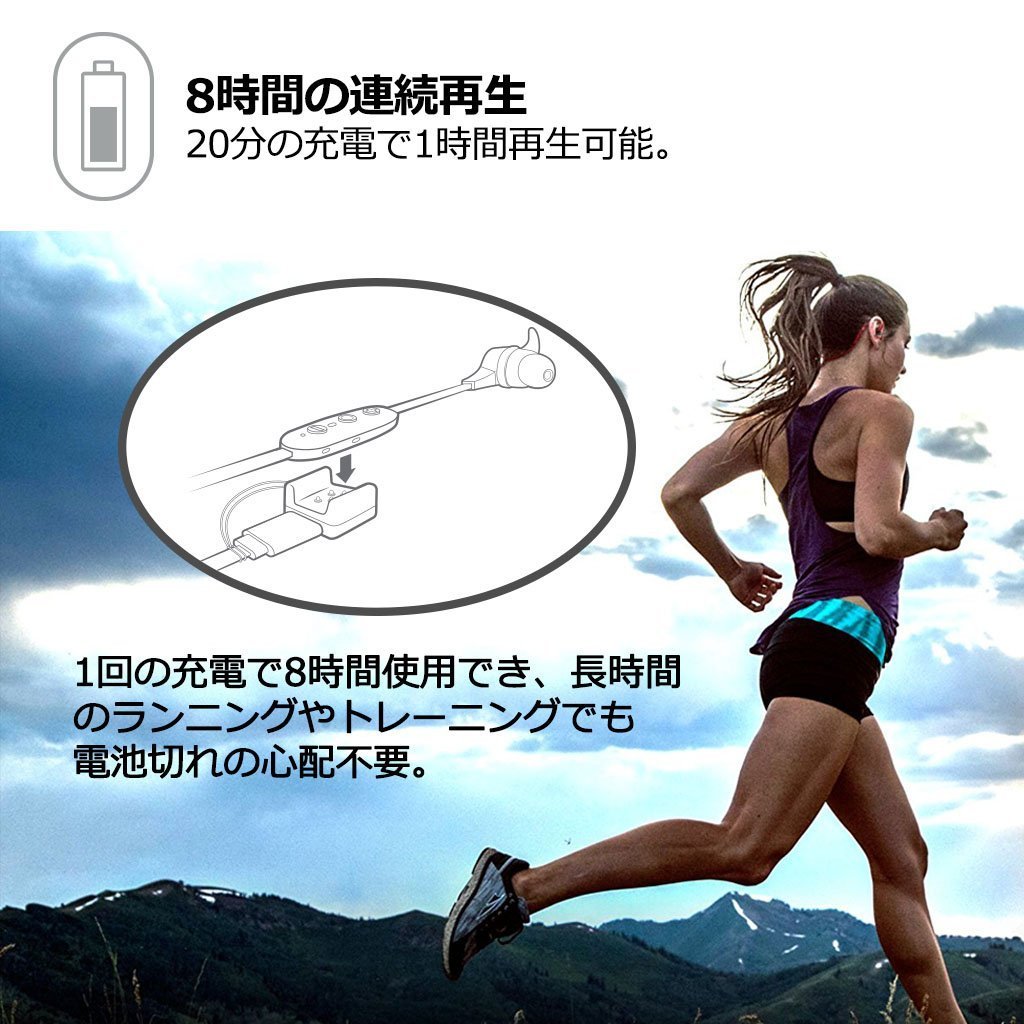 8時間の連続再生
20分の充電で1時間再生可能。
1回の充電で8時間使用でき、長時間
のランニングやトレーニングでも
電池切れの心配不要。